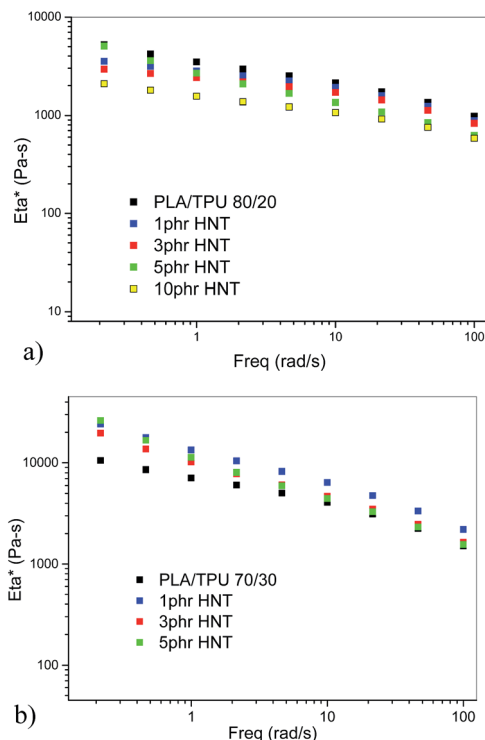 10000
1000
100
10
Eta* (Pa-s)
PLA/TPU 80/20
1phr HNT
3phr HNT
5phr HNT
10phr HNT
1 10 100
Freq (rad/s)
a)
10000
1000
100
Eta* (Pa-s)
PLA/TPU 70/30
1phr HNT
3phr HNT
5phr HNT
1 10 100
Freq (rad/s)
b)